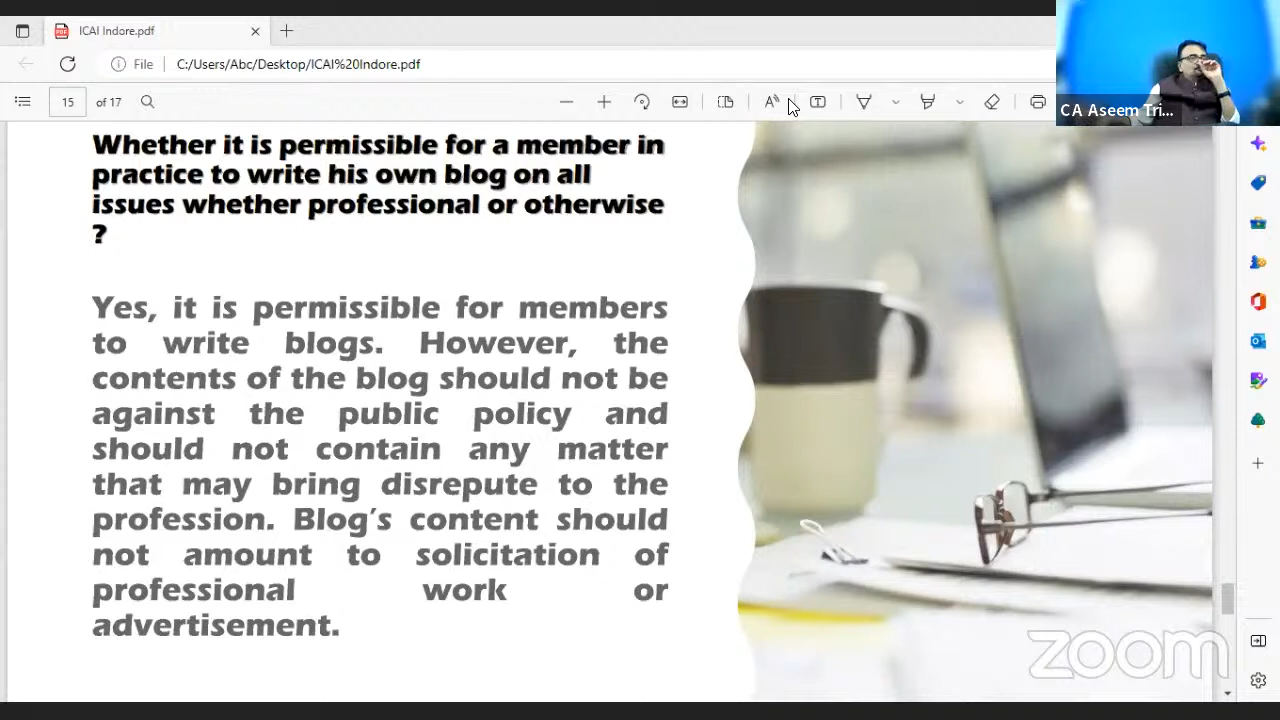 ICAI Indore.pdf
File
C:/Users/Abc/Desktop/ICAI%20Indore.pdf
15 of 17
CA Aseem Tri...
Whether it is permissible for a member in
practice to write his own blog on all
issues whether professional or otherwise
?
Yes, it is permissible for members
to write blogs. However, the
contents of the blog should not be
against the public policy and
should not contain any matter
that may bring disrepute to the
profession. Blog's content should
not amount to solicitation of
professional work or
advertisement.
zoom